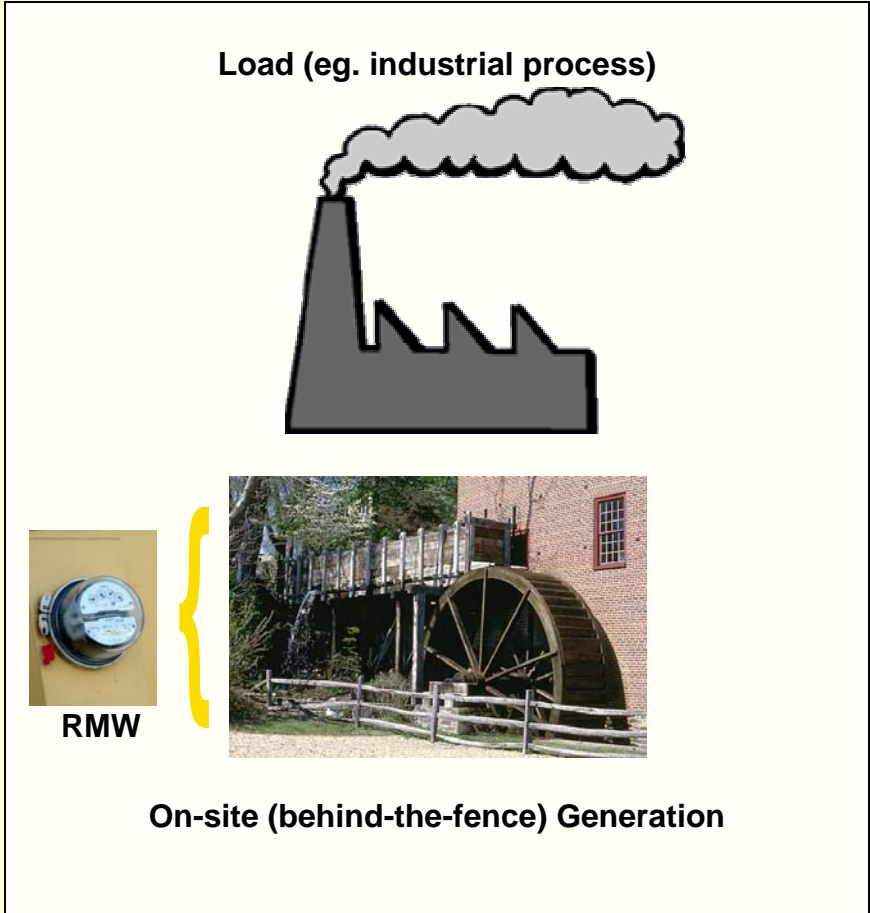 Load (eg. industrial process)
RMW
On-site (behind-the-fence) Generation